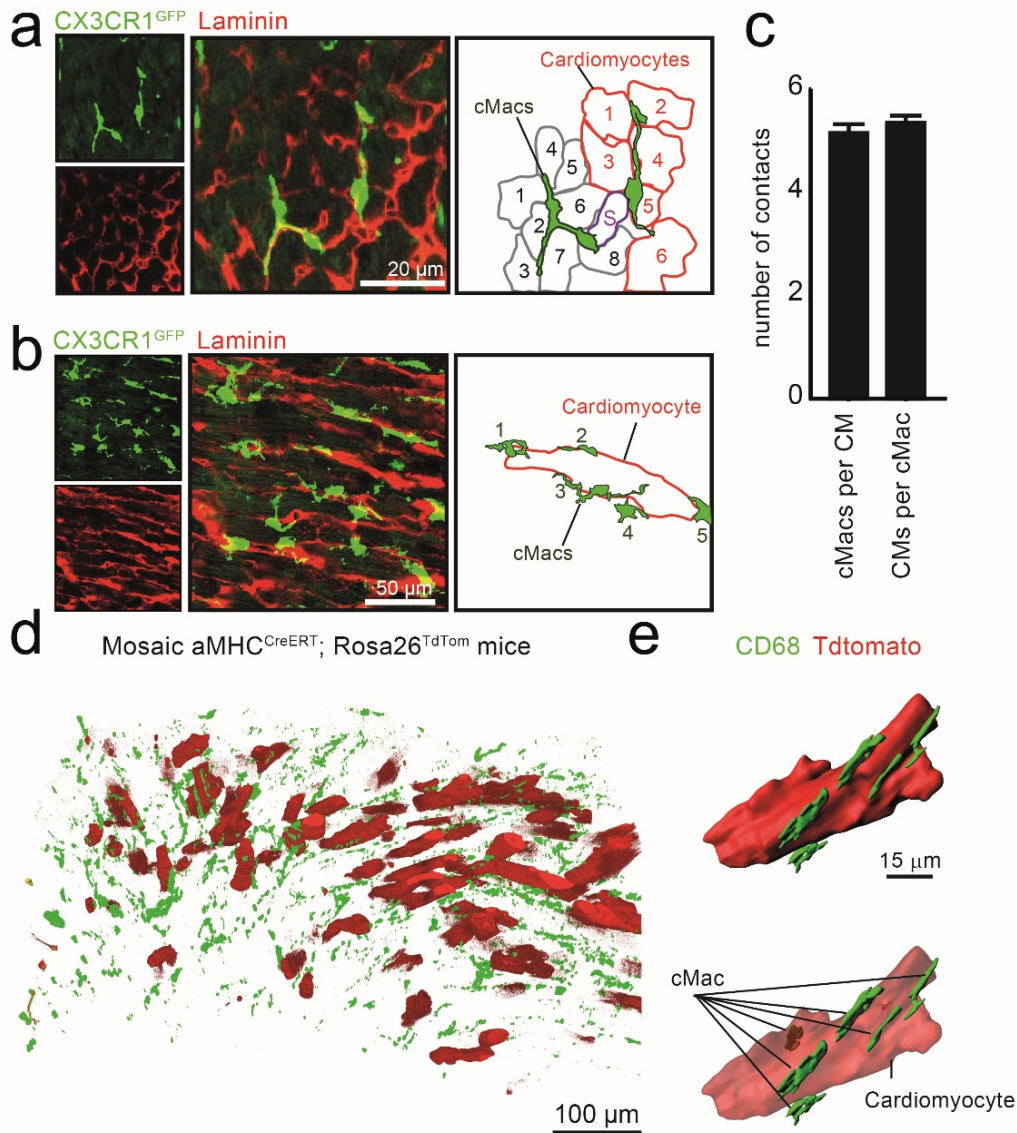 a
CX3CR1GFP Laminin
20 µm
Cardiomyocytes
cMacs
1
2
3
4
5
6
1
2
3
4
5
6
7
8
S
b
CX3CR1GFP Laminin
50 µm
Cardiomyocyte
1
2
3
4
5
cMacs
c
number of contacts
6
4
2
0
cMacs per CM
CMs per cMac
d
Mosaic aMHCCreERT; Rosa26TdTom mice
100 µm
e
CD68 Tdtomato
15 µm
cMac
Cardiomyocyte